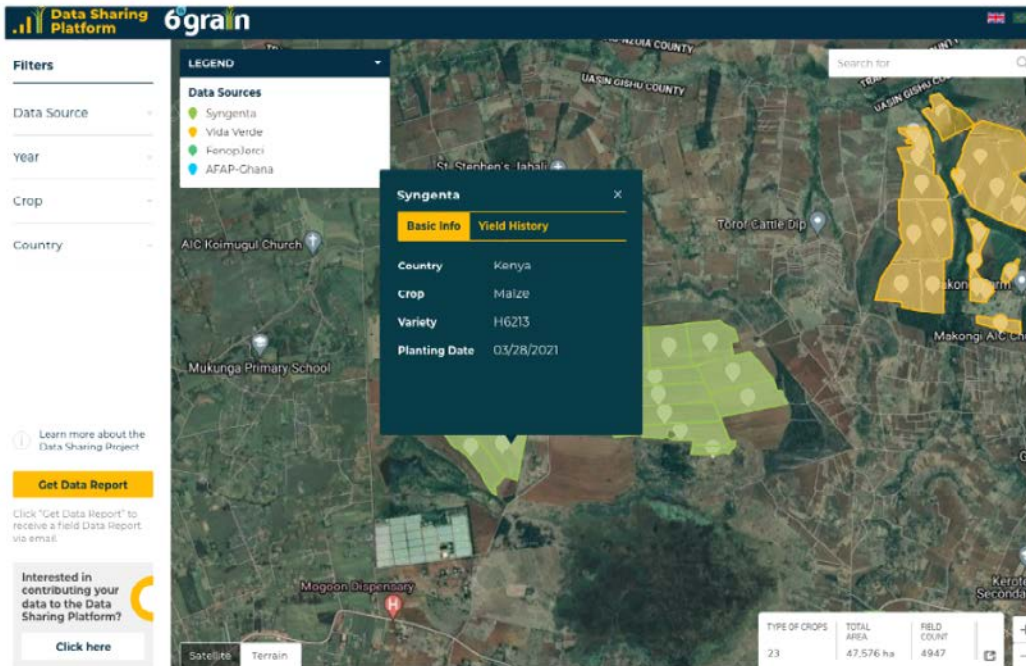 Data Sharing
Platform
6grain
Filters
Data Source
Year
Crop
Country
Learn more about the
Data Sharing Project
Get Data Report
Click "Get Data Report" to
receive a field Data Report
via email.
Interested in
contributing your
data to the Data
Sharing Platform?
Click here
LEGEND
Data Sources
Syngenta
Vida Verde
FenopJerci
AFAP-Ghana
NZOIA COUNTY
UASIN GISHU COUNTY
Search for
UASIN GISHU
St. Stephen's Jabali
AIC Koimugul Church
Torof Cattle Dip
Makongi AIC
Mukunga Primary School
Mogoon Dispensary
H
Syngenta
×
Basic Info
Yield History
Country Kenya
Crop Maize
Variety H6213
Planting Date 03/28/2021
Satellite
Terrain
TYPE OF CROPS
23
TOTAL
AREA
47,576 ha
FIELD
COUNT
4947
Seconda